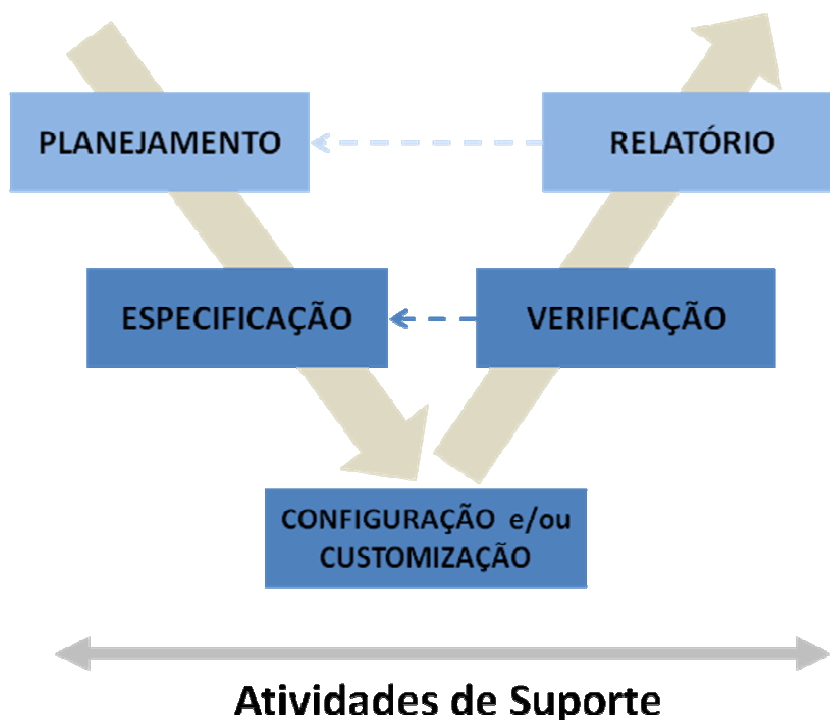 PLANEJAMENTO
RELATÓRIO
ESPECIFICAÇÃO
VERIFICAÇÃO
CONFIGURAÇÃO e/ou
CUSTOMIZAÇÃO
Atividades de Suporte